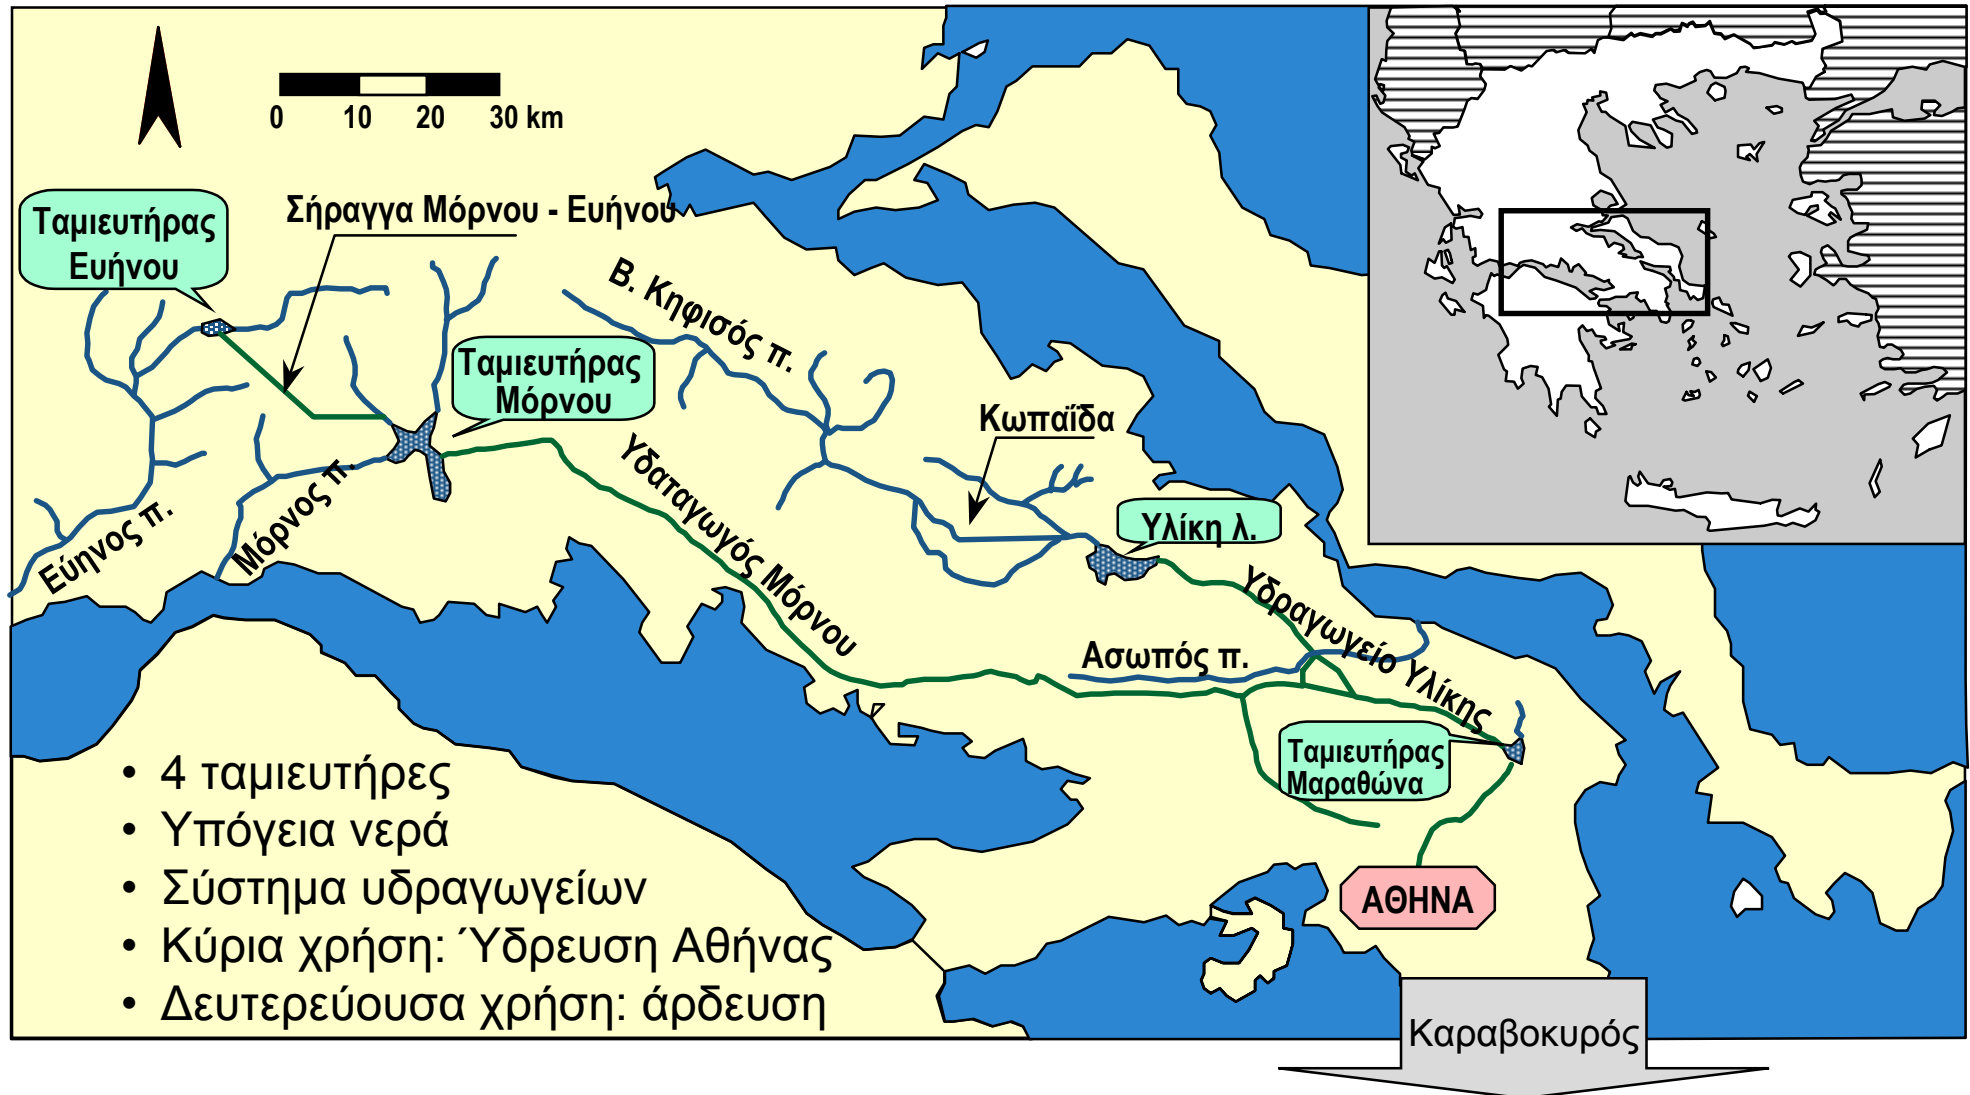 0 10 20 30 km
Ταμιευτήρας
Ευήνου
Σήραγγα Μόρνου - Ευήνου
Β. Κηφισός π.
Ταμιευτήρας
Μόρνου
Κωπαΐδα
Υδαταγωγός Μόρνου
Υλίκη λ.
Εύηνος π.
Μόρνος π.
Υδραγωγείο Υλίκης
Ασωπός π.
Ταμιευτήρας
Μαραθώνα
• 4 ταμιευτήρες
• Υπόγεια νερά
• Σύστημα υδραγωγείων
• Κύρια χρήση: Ύδρευση Αθήνας
• Δευτερεύουσα χρήση: άρδευση
ΑΘΗΝΑ
Καραβοκυρός